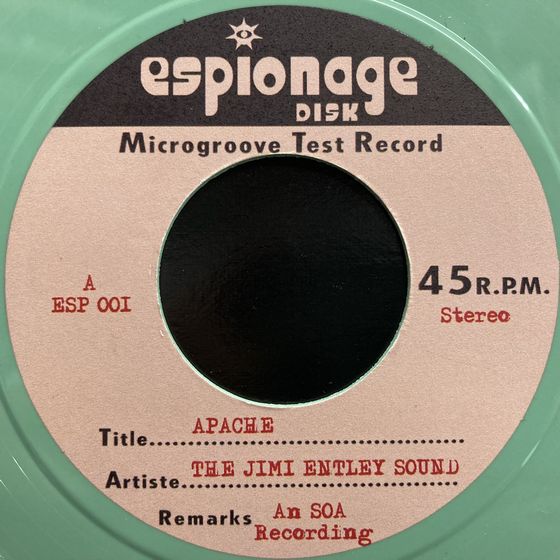 espionage
DISK
Microgroove Test Record
A
ESP 001
45 R.P.M.
Stereo
Title.......... APACHE
Artiste.......... THE JIMI ENTLEY SOUND
Remarks An SOA
Recording